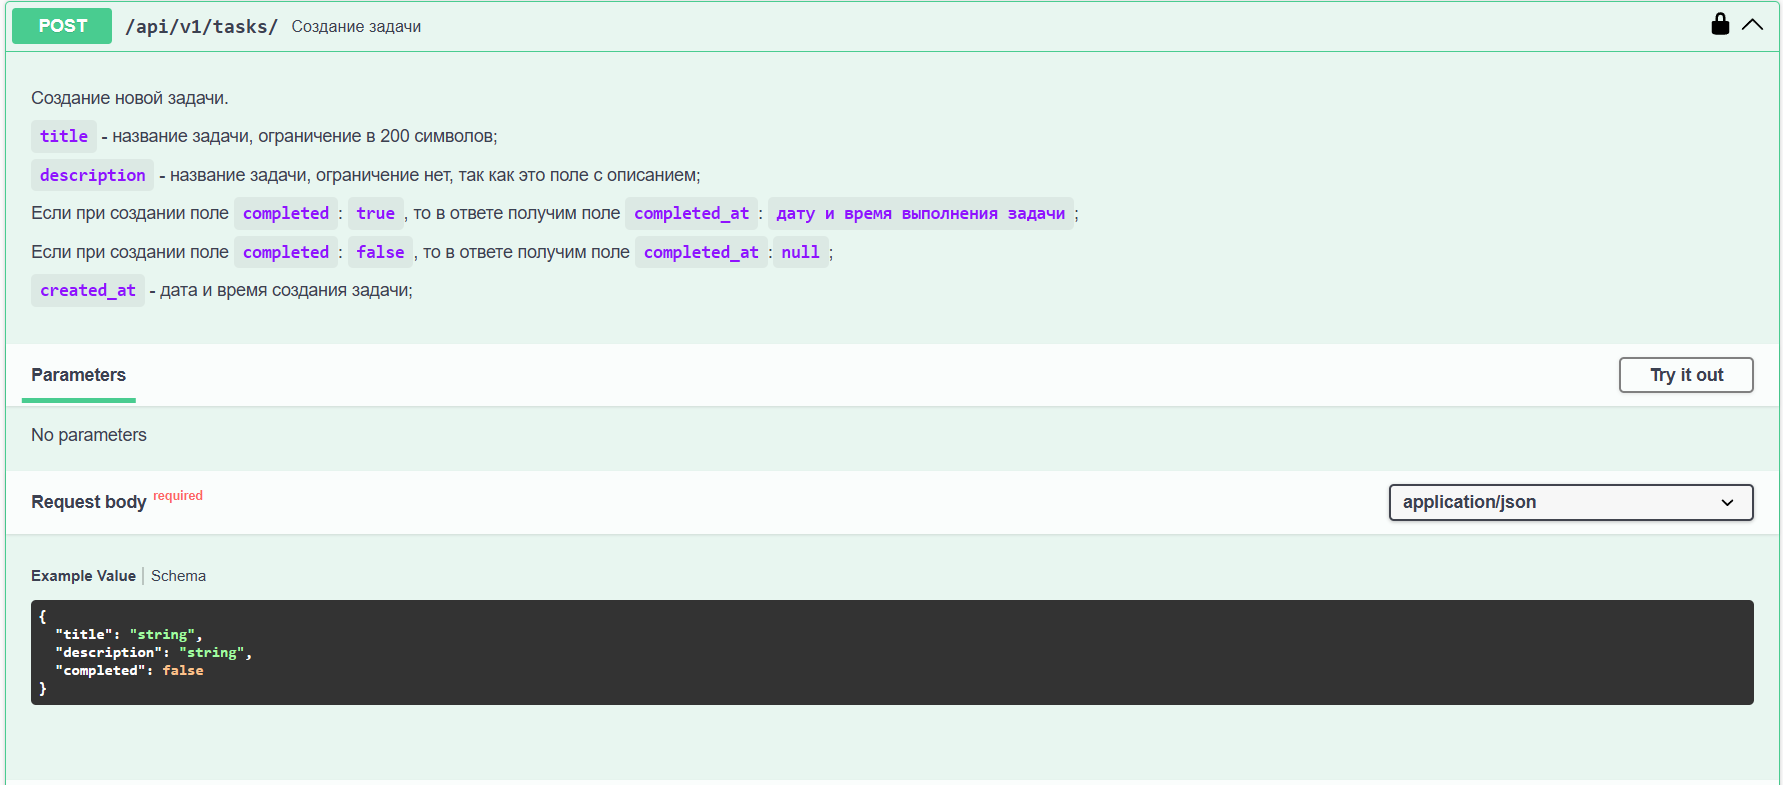 POST /api/v1/tasks/ Создание задачи
Создание новой задачи.
title - название задачи, ограничение в 200 символов;
description - название задачи, ограничение нет, так как это поле с описанием;
Если при создании поле completed : true , то в ответе получим поле completed_at : дату и время выполнения задачи ;
Если при создании поле completed : false , то в ответе получим поле completed_at : null ;
created_at - дата и время создания задачи;
Parameters Try it out
No parameters
Request body required application/json
Example Value Schema
{
"title": "string",
"description": "string",
"completed": false
}